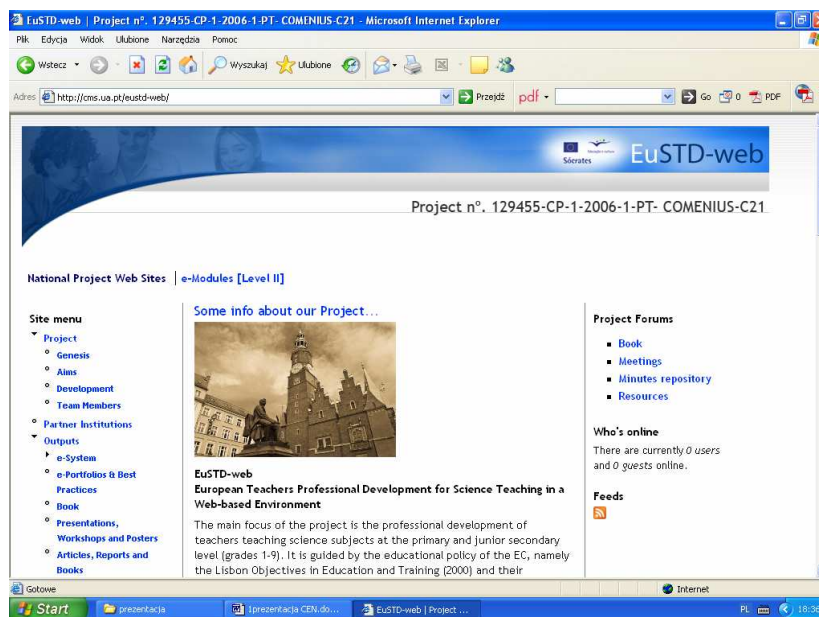 EuSTD-web | Project nº. 129455-CP-1-2006-1-PT- COMENIUS-C21 - Microsoft Internet Explorer
Plik Edycja Widok Ulubione Narzędzia Pomoc
Wstecz Wyszukaj Ulubione
Adres http://cms.ua.pt/eustd-web/ Przejdź pdf Go 0 PDF
Sócrates EuSTD-web
Project nº. 129455-CP-1-2006-1-PT- COMENIUS-C21
National Project Web Sites e-Modules [Level II]
Site menu
Project
Genesis
Aims
Development
Team Members
Partner Institutions
Outputs
e-System
e-Portfolios & Best
Practices
Book
Presentations,
Workshops and Posters
Articles, Reports and
Books
Some info about our Project...
EuSTD-web
European Teachers Professional Development for Science Teaching in a
Web-based Environment
The main focus of the project is the professional development of
teachers teaching science subjects at the primary and junior secondary
level (grades 1-9). It is guided by the educational policy of the EC, namely
the Lisbon Objectives in Education and Training (2000) and their
Project Forums
Book
Meetings
Minutes repository
Resources
Who's online
There are currently 0 users
and 0 guests online.
Feeds
Gotowe Internet
Start prezentacja 1prezentacja CEN.do... EuSTD-web | Project ... PL 18:36